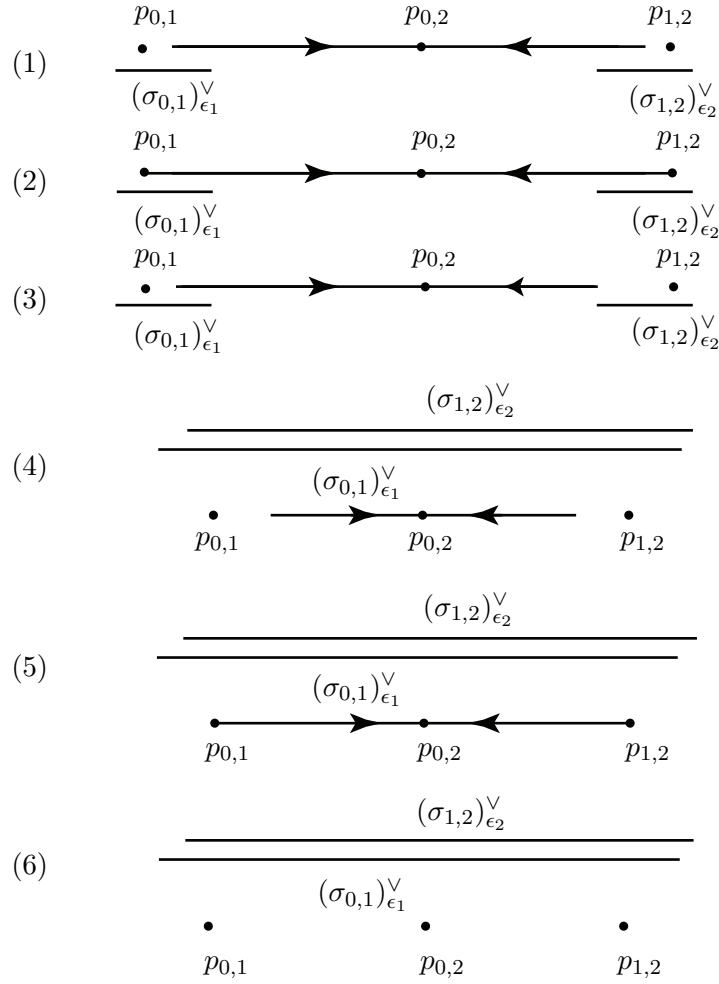 p_{0,1} p_{0,2} p_{1,2}
(1)
(σ_{0,1})^∨_{ϵ_1} (σ_{1,2})^∨_{ϵ_2}
p_{0,1} p_{0,2} p_{1,2}
(2)
(σ_{0,1})^∨_{ϵ_1} (σ_{1,2})^∨_{ϵ_2}
p_{0,1} p_{0,2} p_{1,2}
(3)
(σ_{0,1})^∨_{ϵ_1} (σ_{1,2})^∨_{ϵ_2}
(σ_{1,2})^∨_{ϵ_2}
(4)
(σ_{0,1})^∨_{ϵ_1}
p_{0,1} p_{0,2} p_{1,2}
(σ_{1,2})^∨_{ϵ_2}
(5)
(σ_{0,1})^∨_{ϵ_1}
p_{0,1} p_{0,2} p_{1,2}
(σ_{1,2})^∨_{ϵ_2}
(6)
(σ_{0,1})^∨_{ϵ_1}
p_{0,1} p_{0,2} p_{1,2}